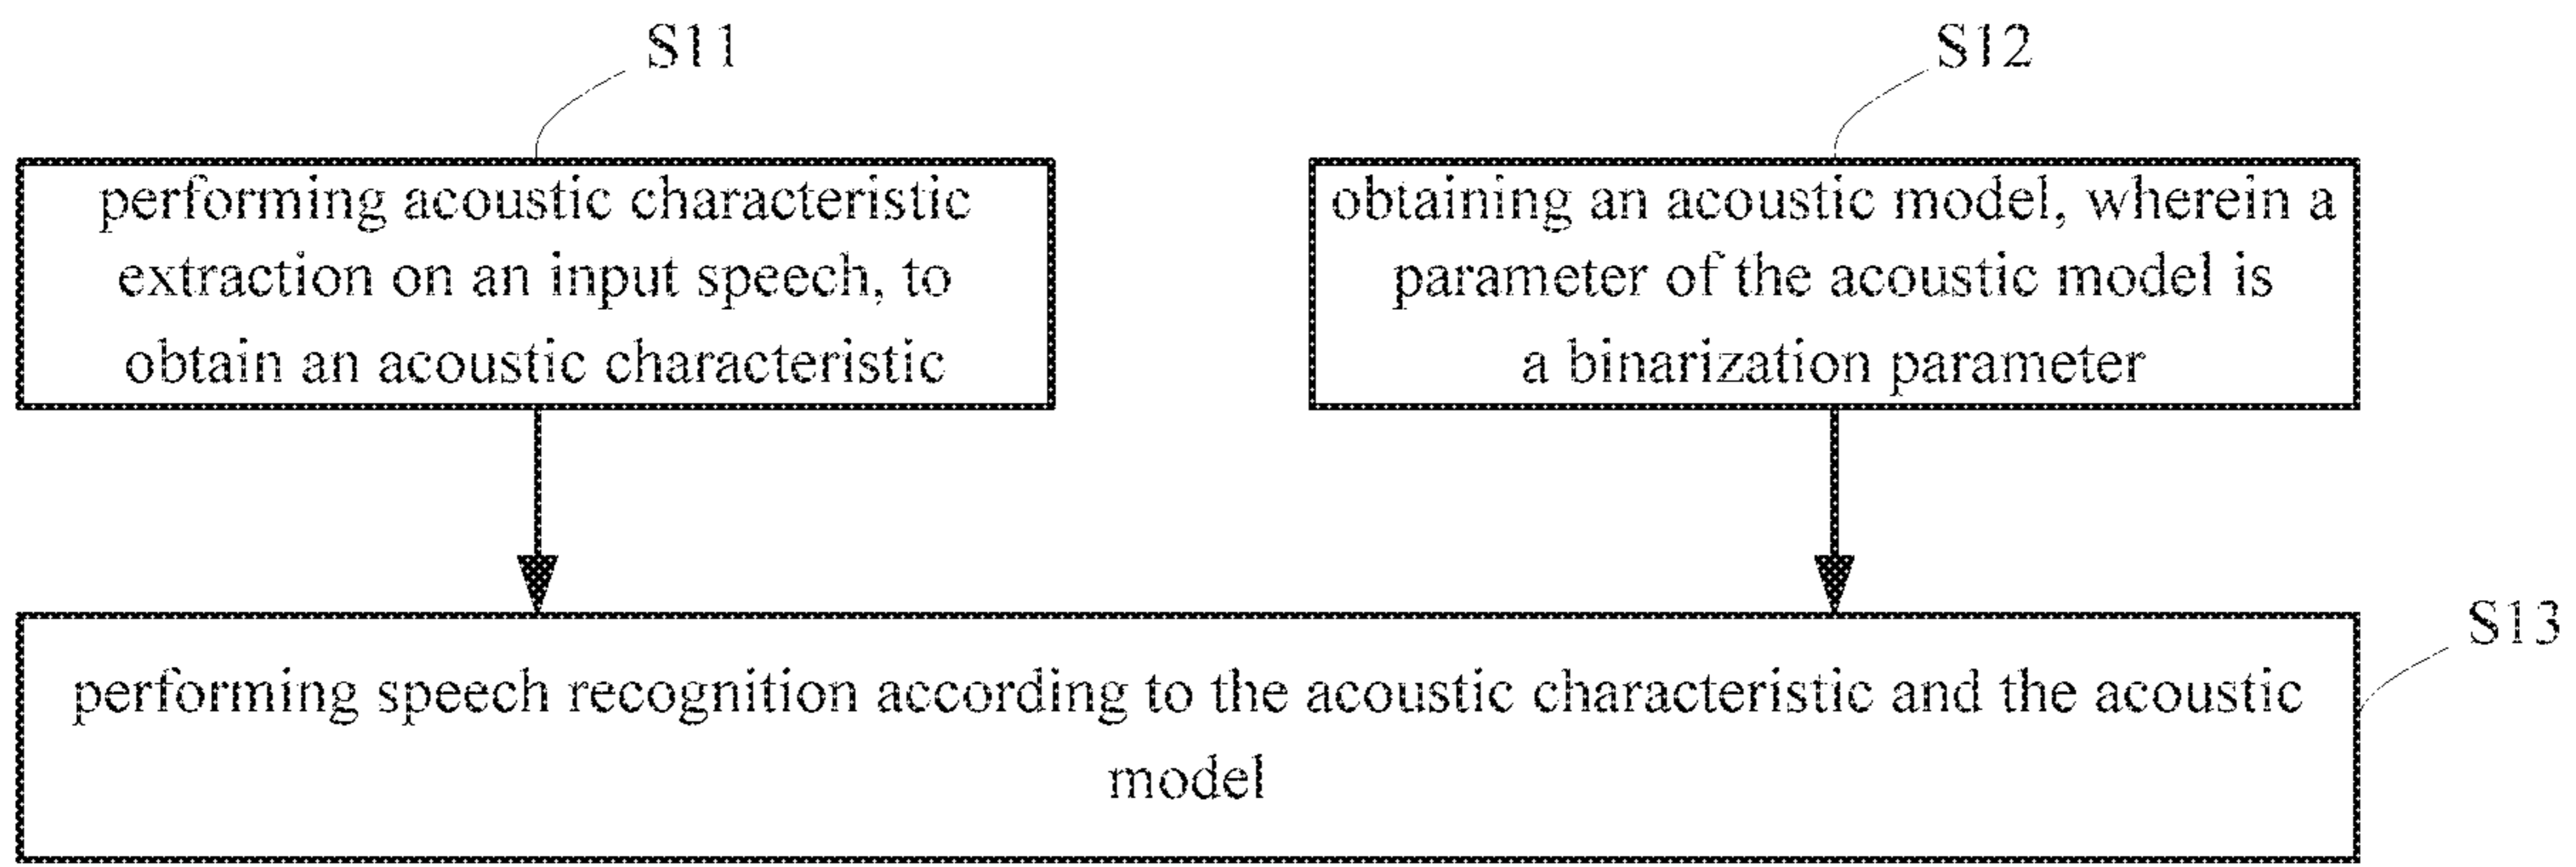 S11
performing acoustic characteristic
extraction on an input speech, to
obtain an acoustic characteristic
S12
obtaining an acoustic model, wherein a
parameter of the acoustic model is
a binarization parameter
S13
performing speech recognition according to the acoustic characteristic and the acoustic
model